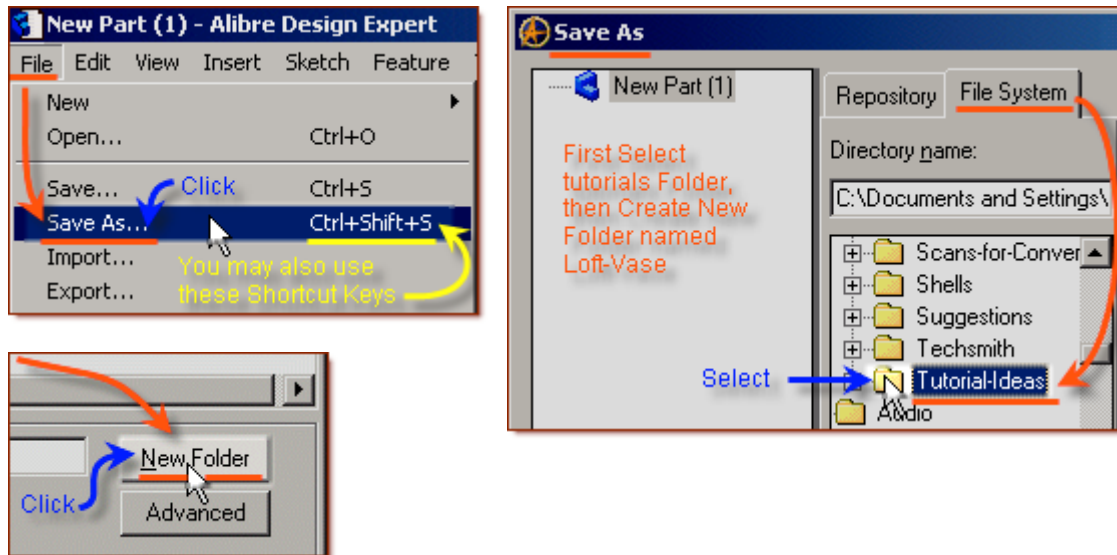 New Part (1) - Alibre Design Expert
File Edit View Insert Sketch Feature
New
Open... Ctrl+O
Save... Click Ctrl+S
Save As... Ctrl+Shift+S
Import... You may also use
Export... these Shortcut Keys
Save As
New Part (1)
Repository File System
First Select
tutorials Folder,
then Create New
Folder named
Loft-Vase
Directory name:
C:\Documents and Settings\
Scans-for-Conver
Shells
Suggestions
Techsmith
Select Tutorial-Ideas
Audio
New Folder
Click
Advanced